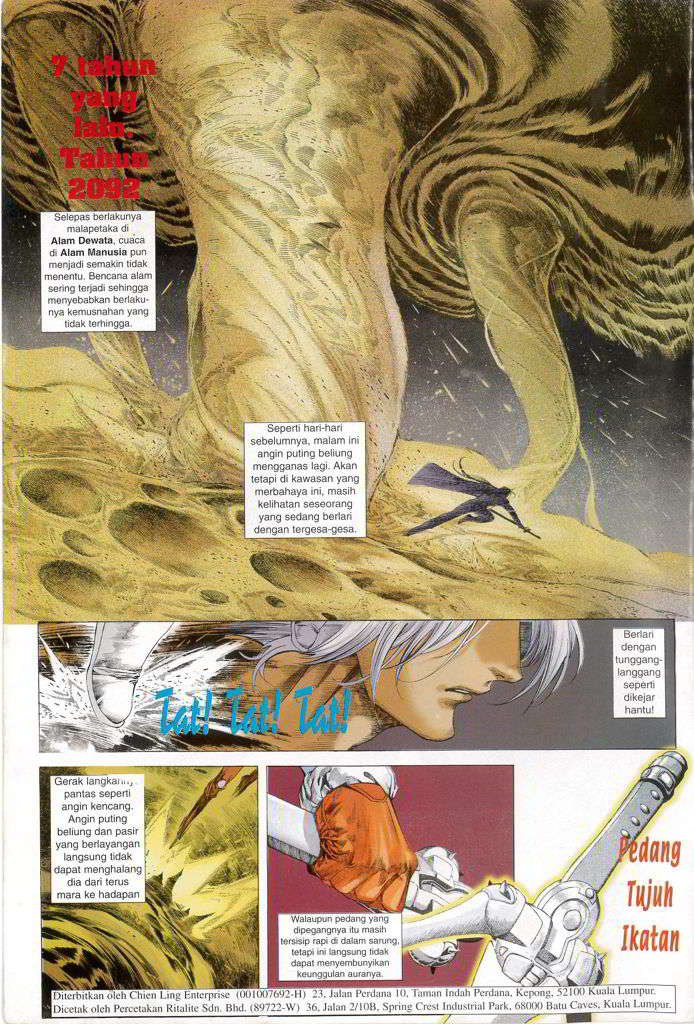 7 tahun
yang
lalu.
Tahun
2092
Selepas berlakunya
malapetaka di
Alam Dewata, cuaca
di Alam Manusia pun
menjadi semakin tidak
menentu. Bencana alam
sering terjadi sehingga
menyebabkan berlaku-
nya kemusnahan yang
tidak terhingga.
Seperti hari-hari
sebelumnya, malam ini
angin puting beliung
mengganas lagi. Akan
tetapi di kawasan yang
merbahaya ini, masih
kelihatan seseorang
yang sedang berlari
dengan tergesa-gesa.
Berlari
dengan
tunggang-
langgang
seperti
dikejar
hantu!
Tat! Tat! Tat!
Gerak langkahnya
pantas seperti
angin kencang.
Angin puting
beliung dan pasir
yang berlayangan
langsung tidak
dapat menghalang
dia dari terus
mara ke hadapan
Walaupun pedang yang
dipegangnya itu masih
tersisip rapi di dalam sarung,
tetapi ini langsung tidak
dapat menyembunyikan
keunggulan auranya.
Pedang
Tujuh
Ikatan
Diterbitkan oleh Chien Ling Enterprise (001007692-H) 23, Jalan Perdana 10, Taman Indah Perdana, Kepong, 52100 Kuala Lumpur.
Dicetak oleh Percetakan Ritalite Sdn. Bhd. (89722-W) 36, Jalan 2/10B, Spring Crest Industrial Park, 68000 Batu Caves, Kuala Lumpur.